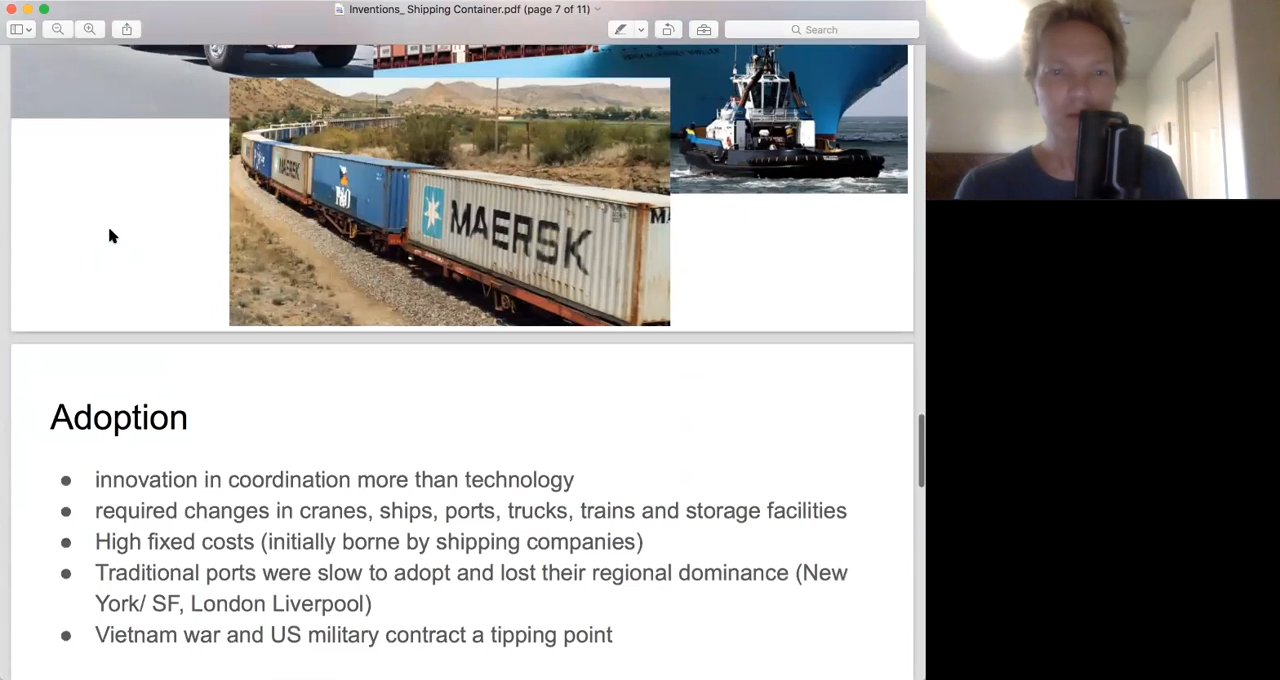 Inventions_ Shipping Container.pdf (page 7 of 11)
Search
MAERSK
P&O
MAERSK
Adoption
● innovation in coordination more than technology
● required changes in cranes, ships, ports, trucks, trains and storage facilities
● High fixed costs (initially borne by shipping companies)
● Traditional ports were slow to adopt and lost their regional dominance (New
York/ SF, London Liverpool)
● Vietnam war and US military contract a tipping point